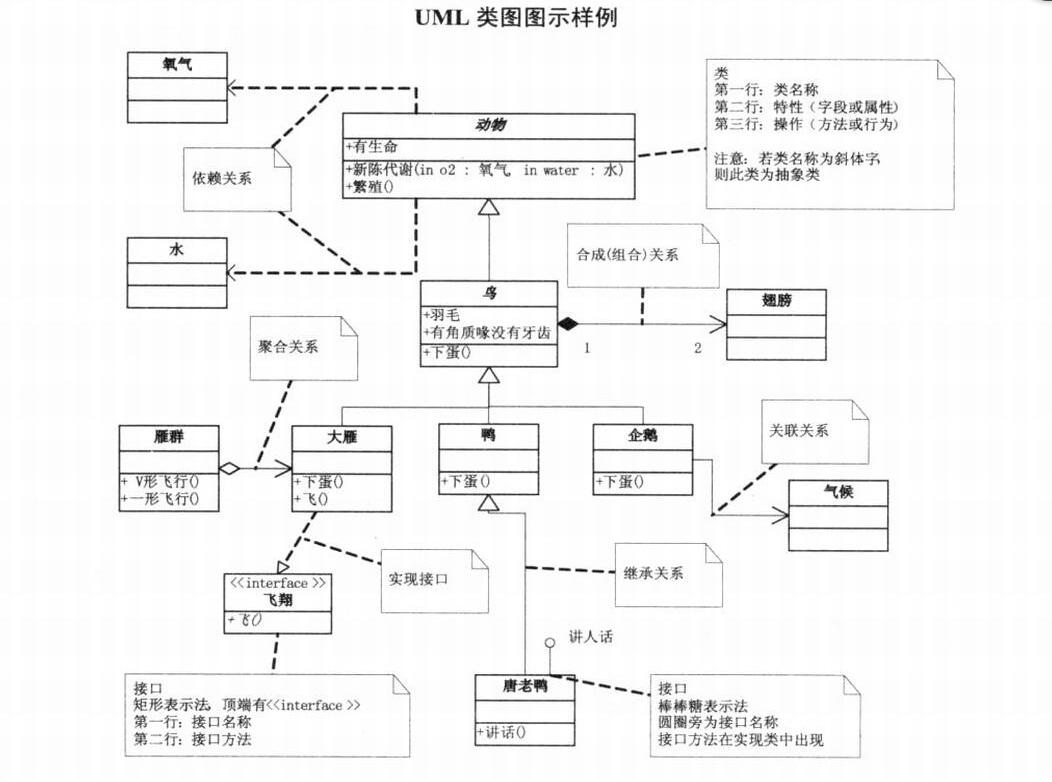 UML 类图图示样例
氧气
动物
+有生命
+新陈代谢(in o2 : 氧气, in water : 水)
+繁殖()
类
第一行：类名称
第二行：特性（字段或属性）
第三行：操作（方法或行为）
注意：若类名称为斜体字，
则此类为抽象类
依赖关系
水
合成(组合)关系
鸟
+羽毛
+有角质喙没有牙齿
+下蛋()
1
2
翅膀
聚合关系
雁群
+ V形飞行()
+一形飞行()
大雁
+下蛋()
+飞()
鸭
+下蛋()
企鹅
+下蛋()
关联关系
气候
实现接口
继承关系
<<interface >>
飞翔
+飞()
讲人话
接口
矩形表示法，顶端有<<interface >>
第一行：接口名称
第二行：接口方法
唐老鸭
+讲话()
接口
棒棒糖表示法
圆圈旁为接口名称
接口方法在实现类中出现